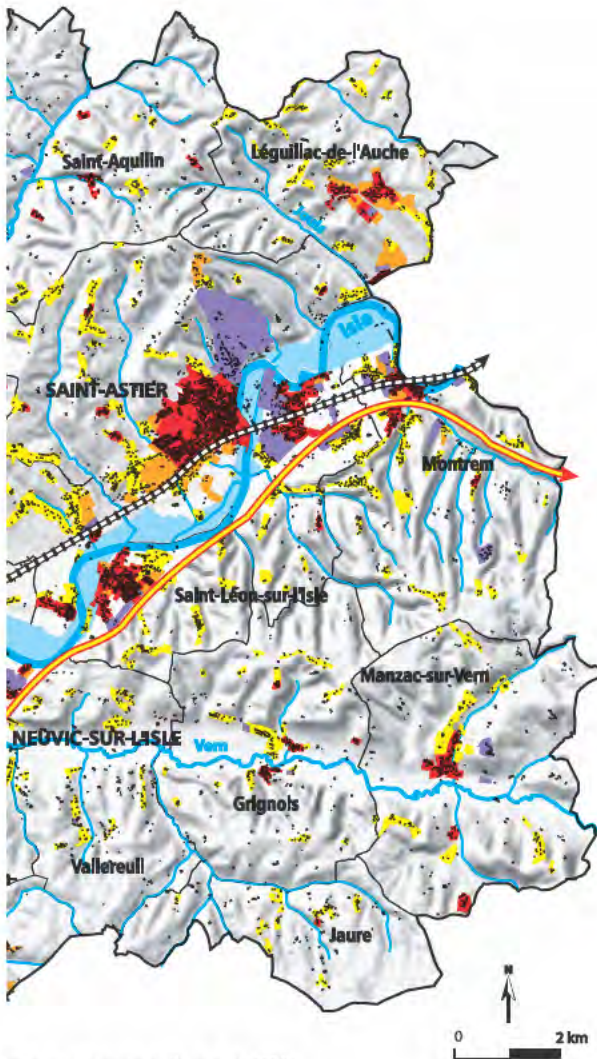 Saint-Aquilin
Léguillac-de-l'Auche
Isle
SAINT-ASTIER
Montrem
Saint-Léon-sur-l'Isle
Manzac-sur-Vern
NEUVIC-SUR-L'ISLE
Vern
Grignols
Vallereuil
Jaure
N
0 2 km